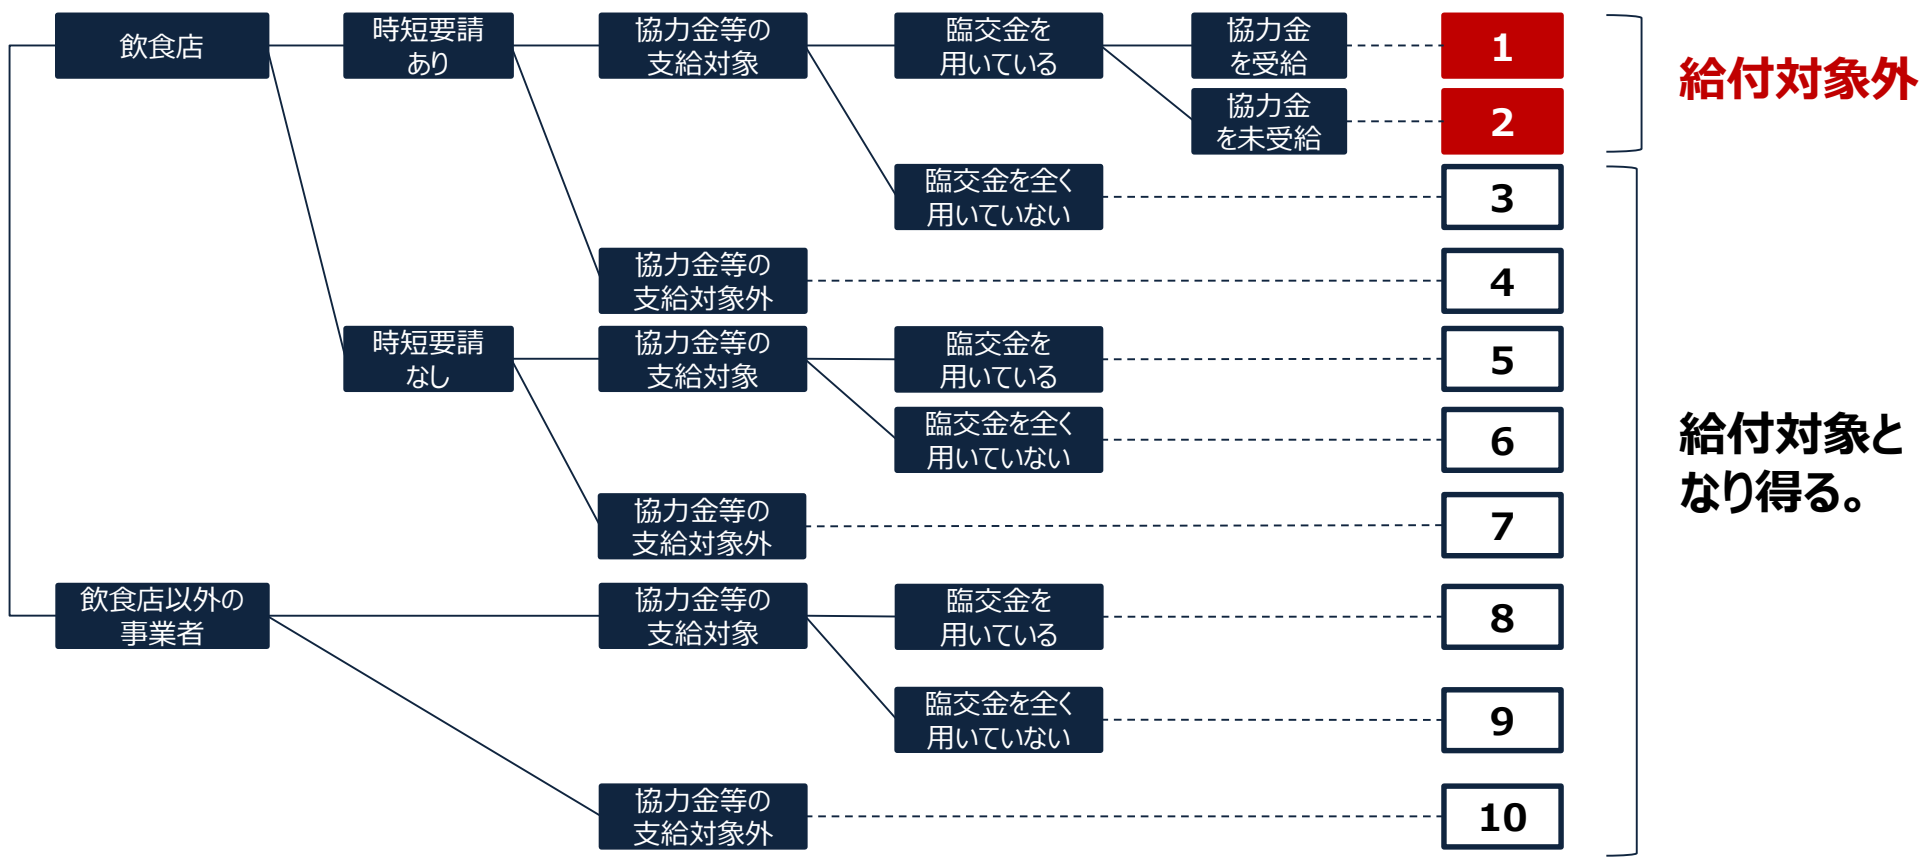 飲食店
時短要請
あり
協力金等の
支給対象
臨交金を
用いている
協力金
を受給
1
協力金
を未受給
2
給付対象外
臨交金を全く
用いていない
3
協力金等の
支給対象外
4
時短要請
なし
協力金等の
支給対象
臨交金を
用いている
5
臨交金を全く
用いていない
6
協力金等の
支給対象外
7
給付対象と
なり得る。
飲食店以外の
事業者
協力金等の
支給対象
臨交金を
用いている
8
臨交金を全く
用いていない
9
協力金等の
支給対象外
10